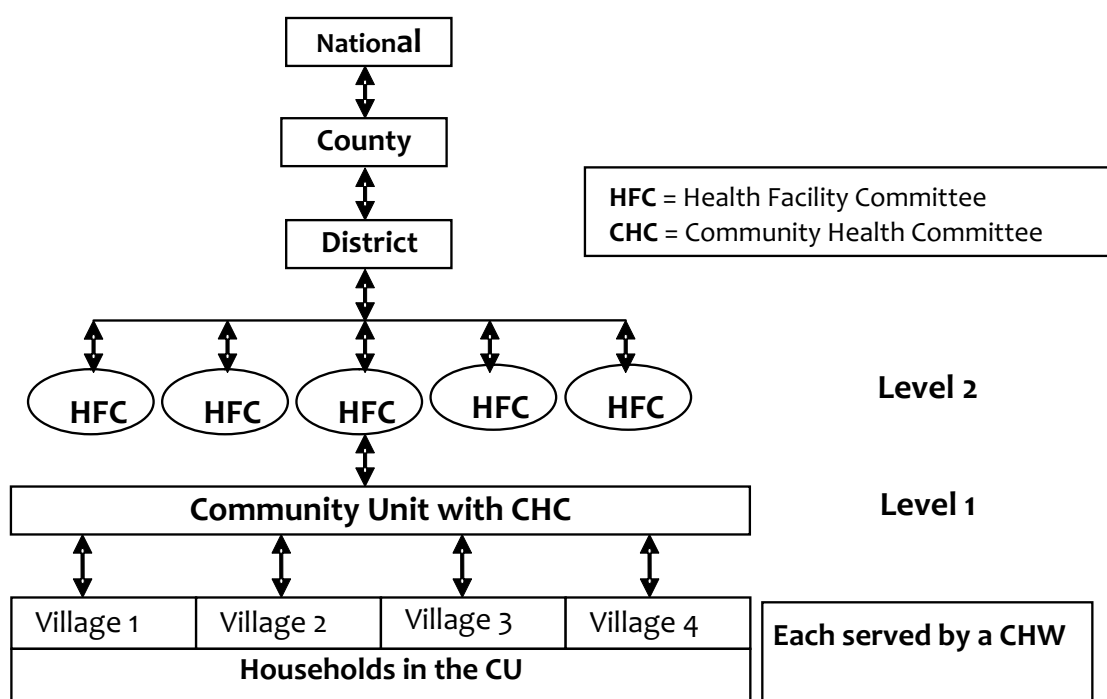 National
County
HFC = Health Facility Committee
CHC = Community Health Committee
District
HFC HFC HFC HFC HFC
Level 2
Community Unit with CHC
Level 1
Village 1 Village 2 Village 3 Village 4
Each served by a CHW
Households in the CU